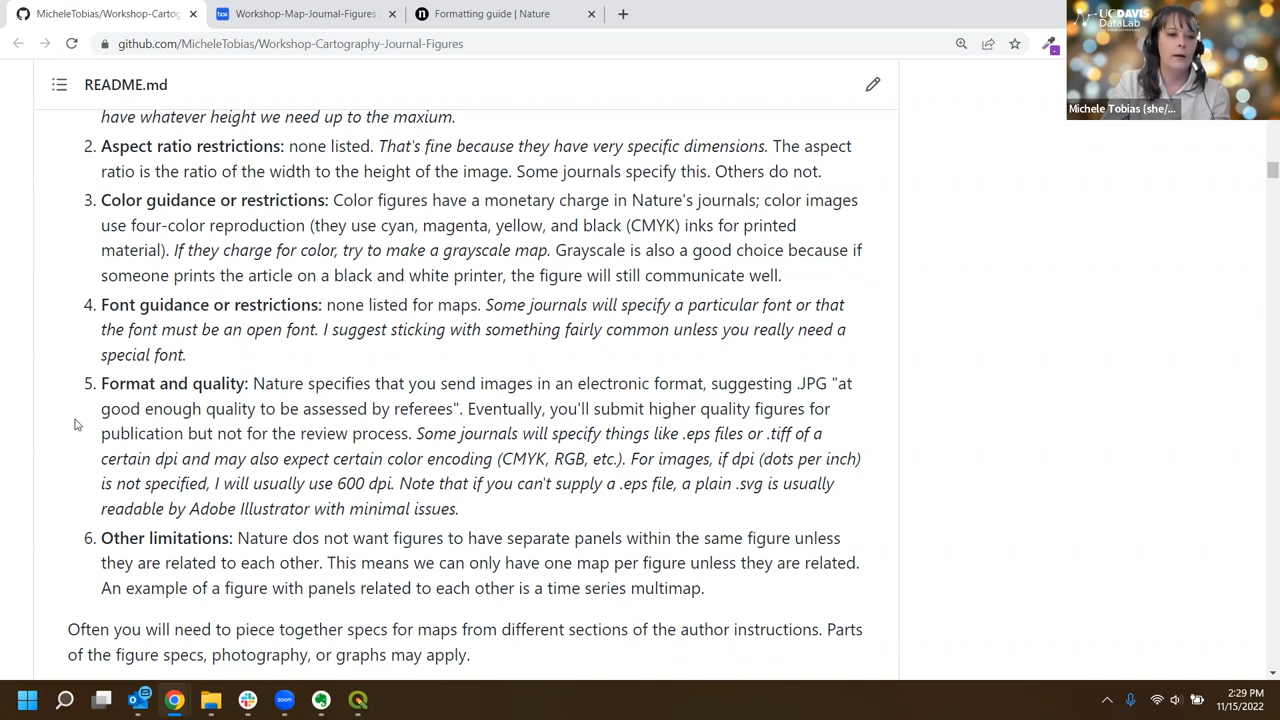 MicheleTobias/Workshop-Cartog
Workshop-Map-Journal-Figures
Formatting guide | Nature
github.com/MicheleTobias/Workshop-Cartography-Journal-Figures
UCDAVIS
DataLab
Michele Tobias (she/...
README.md
have whatever height we need up to the maxium.
2. Aspect ratio restrictions: none listed. That's fine because they have very specific dimensions. The aspect
ratio is the ratio of the width to the height of the image. Some journals specify this. Others do not.
3. Color guidance or restrictions: Color figures have a monetary charge in Nature's journals; color images
use four-color reproduction (they use cyan, magenta, yellow, and black (CMYK) inks for printed
material). If they charge for color, try to make a grayscale map. Grayscale is also a good choice because if
someone prints the article on a black and white printer, the figure will still communicate well.
4. Font guidance or restrictions: none listed for maps. Some journals will specify a particular font or that
the font must be an open font. I suggest sticking with something fairly common unless you really need a
special font.
5. Format and quality: Nature specifies that you send images in an electronic format, suggesting .JPG "at
good enough quality to be assessed by referees". Eventually, you'll submit higher quality figures for
publication but not for the review process. Some journals will specify things like .eps files or .tiff of a
certain dpi and may also expect certain color encoding (CMYK, RGB, etc.). For images, if dpi (dots per inch)
is not specified, I will usually use 600 dpi. Note that if you can't supply a .eps file, a plain .svg is usually
readable by Adobe Illustrator with minimal issues.
6. Other limitations: Nature dos not want figures to have separate panels within the same figure unless
they are related to each other. This means we can only have one map per figure unless they are related.
An example of a figure with panels related to each other is a time series multimap.
Often you will need to piece together specs for maps from different sections of the author instructions. Parts
of the figure specs, photography, or graphs may apply.
2:29 PM
11/15/2022